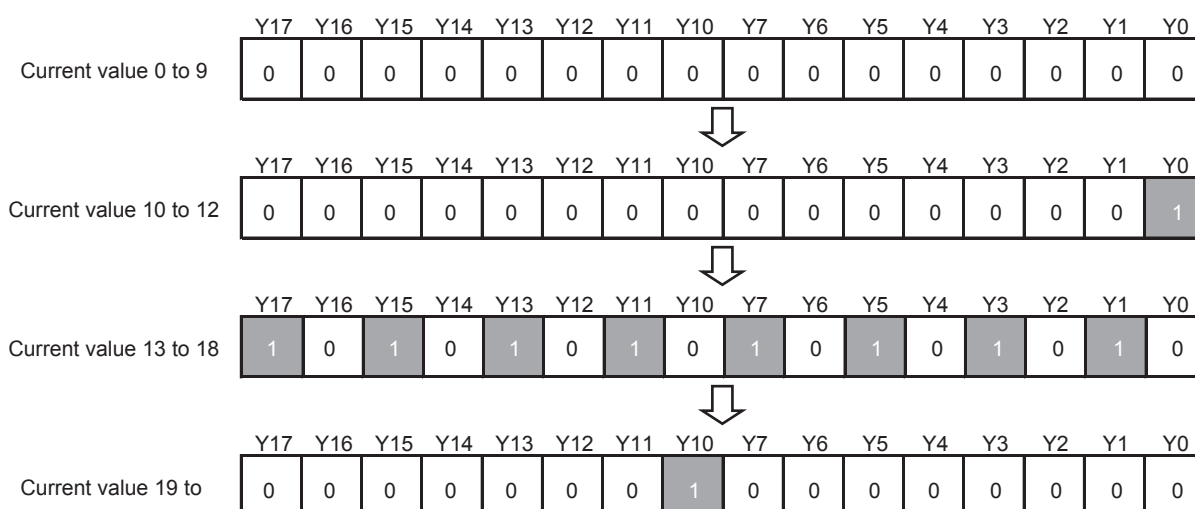 Y17 Y16 Y15 Y14 Y13 Y12 Y11 Y10 Y7 Y6 Y5 Y4 Y3 Y2 Y1 Y0
Current value 0 to 9 0 0 0 0 0 0 0 0 0 0 0 0 0 0 0 0
Y17 Y16 Y15 Y14 Y13 Y12 Y11 Y10 Y7 Y6 Y5 Y4 Y3 Y2 Y1 Y0
Current value 10 to 12 0 0 0 0 0 0 0 0 0 0 0 0 0 0 0 1
Y17 Y16 Y15 Y14 Y13 Y12 Y11 Y10 Y7 Y6 Y5 Y4 Y3 Y2 Y1 Y0
Current value 13 to 18 1 0 1 0 1 0 1 0 1 0 1 0 1 0 1 0
Y17 Y16 Y15 Y14 Y13 Y12 Y11 Y10 Y7 Y6 Y5 Y4 Y3 Y2 Y1 Y0
Current value 19 to 0 0 0 0 0 0 0 1 0 0 0 0 0 0 0 0